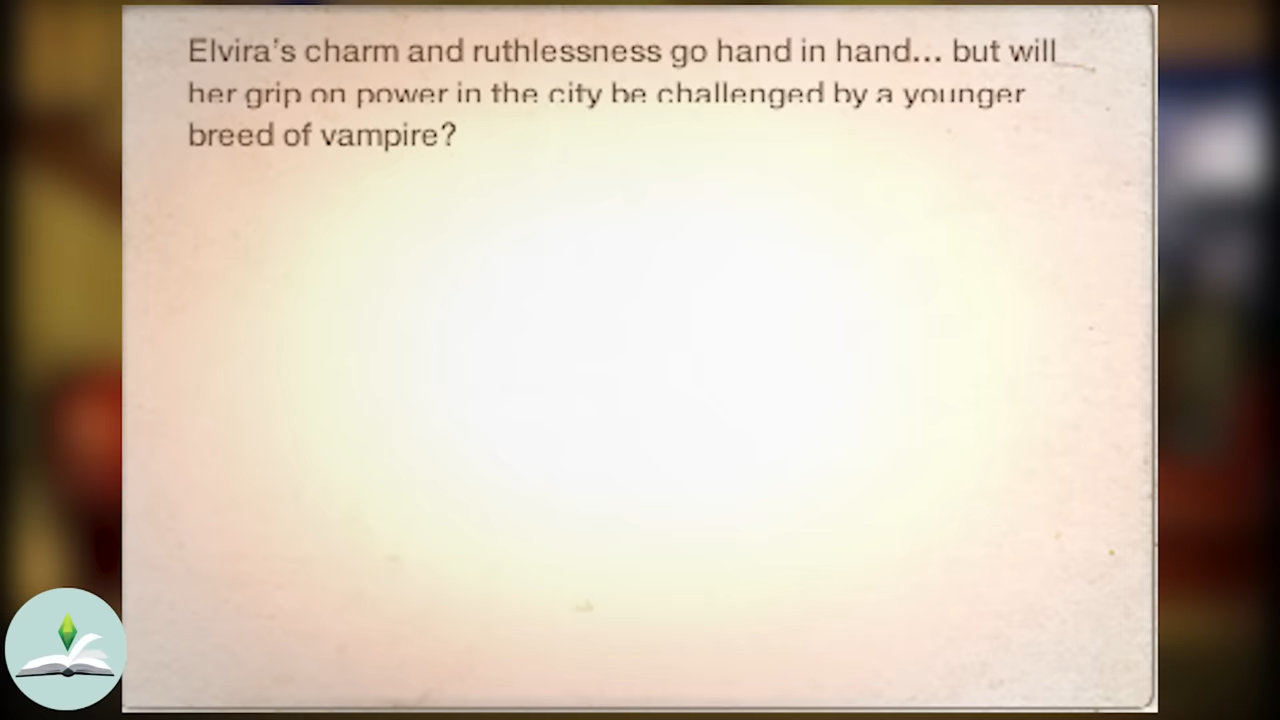 Elvira's charm and ruthlessness go hand in hand... but will
her grip on power in the city be challenged by a younger
breed of vampire?